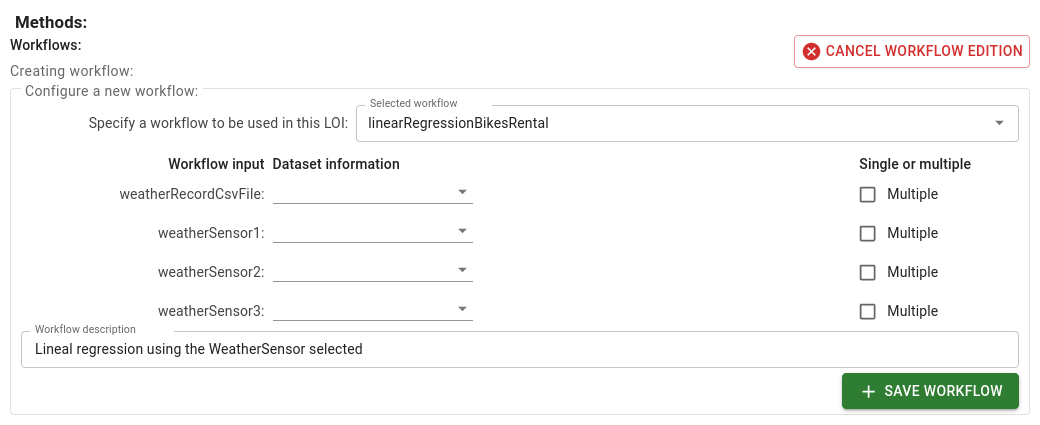 Methods:
Workflows:
CANCEL WORKFLOW EDITION
Creating workflow:
Configure a new workflow:
Selected workflow
Specify a workflow to be used in this LOI: linearRegressionBikesRental
Workflow input Dataset information Single or multiple
weatherRecordCsvFile: Multiple
weatherSensor1: Multiple
weatherSensor2: Multiple
weatherSensor3: Multiple
Workflow description
Lineal regression using the WeatherSensor selected
+ SAVE WORKFLOW